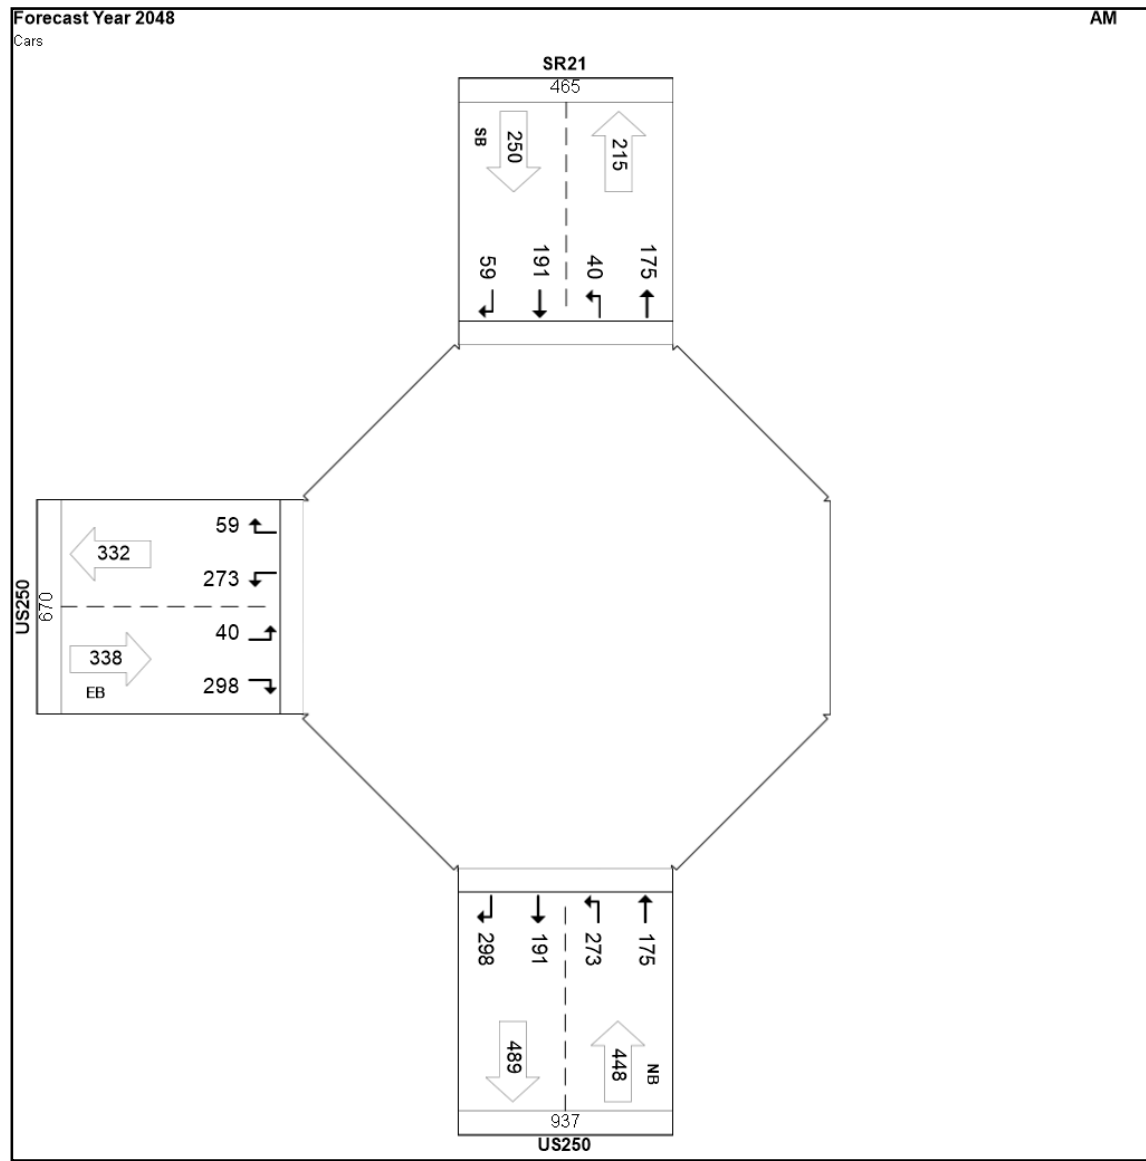 Forecast Year 2048 AM
Cars
SR21
465
SB 250 215
59 191 40 175
59
332
273
US250 670
40
338
298
EB
298 191 273 175
489 448 NB
937
US250